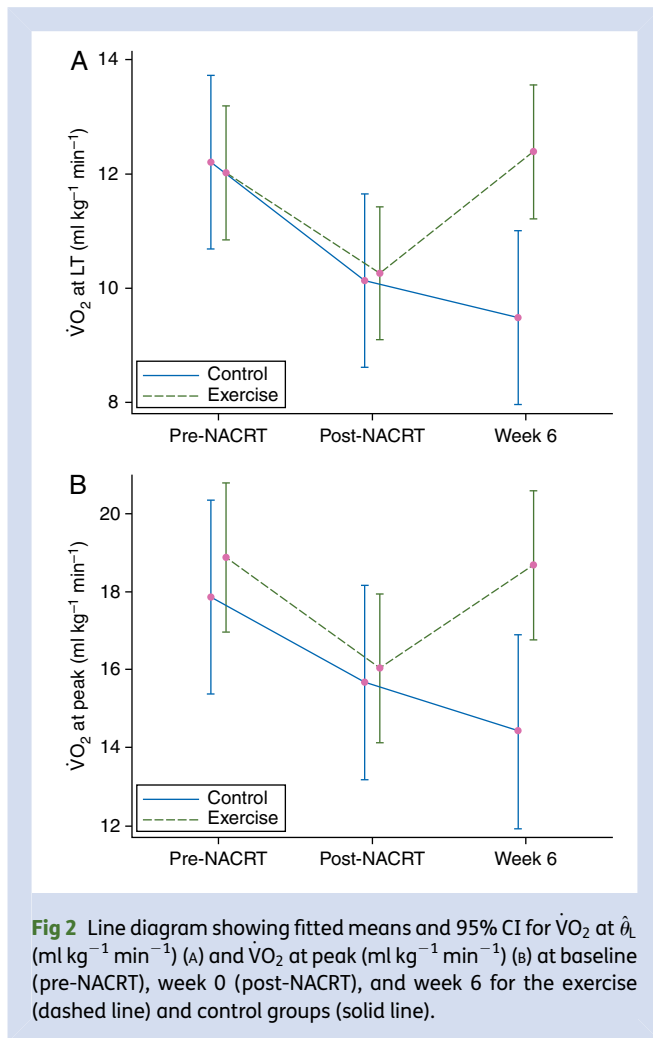 A
14
12
10
8
V̇O₂ at LT (ml kg⁻¹ min⁻¹)
Control
Exercise
Pre-NACRT Post-NACRT Week 6
B
20
18
16
14
12
V̇O₂ at peak (ml kg⁻¹ min⁻¹)
Control
Exercise
Pre-NACRT Post-NACRT Week 6
Fig 2 Line diagram showing fitted means and 95% CI for V̇O₂ at θ̂L
(ml kg⁻¹ min⁻¹) (A) and V̇O₂ at peak (ml kg⁻¹ min⁻¹) (B) at baseline
(pre-NACRT), week 0 (post-NACRT), and week 6 for the exercise
(dashed line) and control groups (solid line).